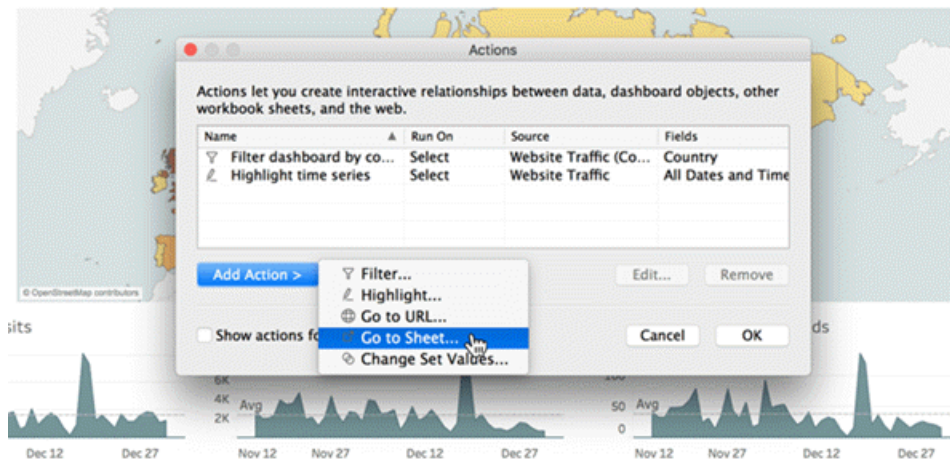 Actions
Actions let you create interactive relationships between data, dashboard objects, other
workbook sheets, and the web.
Name Run On Source Fields
Filter dashboard by co... Select Website Traffic (Co... Country
Highlight time series Select Website Traffic All Dates and Time
Add Action >
Filter...
Highlight...
Go to URL...
Go to Sheet...
Change Set Values...
Edit... Remove
Show actions fo
Cancel OK
© OpenStreetMap contributors
sits
ds
6K
4K
2K
Avg
100
50
0
Avg
Dec 12 Dec 27 Nov 12 Nov 27 Dec 12 Dec 27 Nov 12 Nov 27 Dec 12 Dec 27